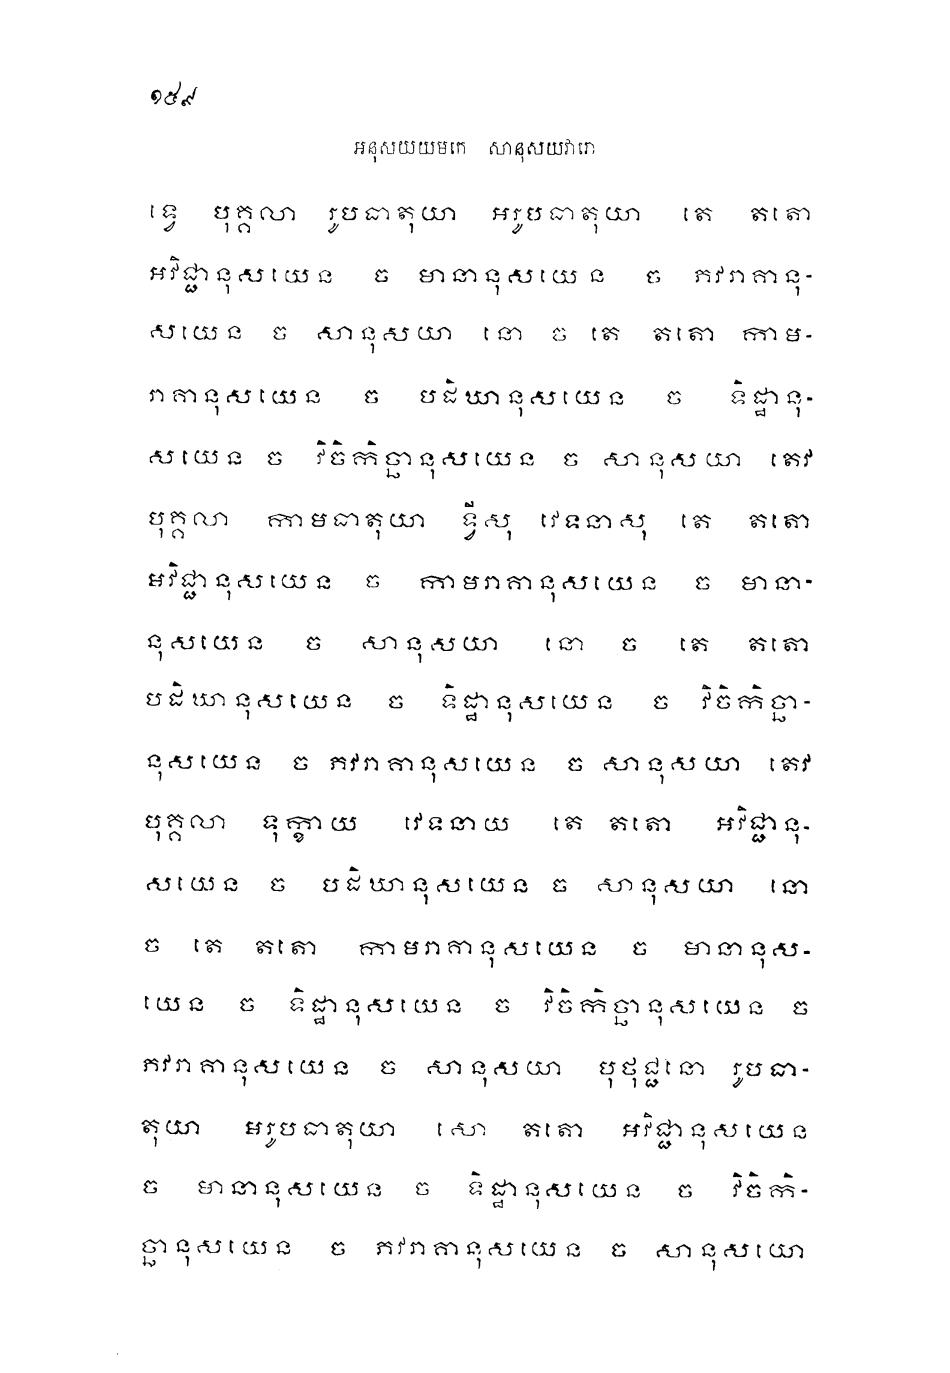 ១៥៩
អនុសយយមកេ សានុសយវារោ
ទ្វេ បុគ្គលា រូបធាតុយា អរូបធាតុយា តេ តតោ
អវិជ្ជានុសយេន ច មានានុសយេន ច ភវរាគានុ-
សយេន ច សានុសយា នោ ច តេ តតោ កាម-
រាគានុសយេន ច បដិឃានុសយេន ច ទិដ្ឋានុ-
សយេន ច វិចិកិច្ឆានុសយេន ច សានុសយា តេវ
បុគ្គលា កាមធាតុយា ទ្វីសុ វេទនាសុ តេ តតោ
អវិជ្ជានុសយេន ច កាមរាគានុសយេន ច មានា-
នុសយេន ច សានុសយា នោ ច តេ តតោ
បដិឃានុសយេន ច ទិដ្ឋានុសយេន ច វិចិកិច្ឆា-
នុសយេន ច ភវរាគានុសយេន ច សានុសយា តេវ
បុគ្គលា ទុក្ខាយ វេទនាយ តេ តតោ អវិជ្ជានុ-
សយេន ច បដិឃានុសយេន ច សានុសយា នោ
ច តេ តតោ កាមរាគានុសយេន ច មានានុស-
យេន ច ទិដ្ឋានុសយេន ច វិចិកិច្ឆានុសយេន ច
ភវរាគានុសយេន ច សានុសយា បុថុជ្ជនោ រូបធា-
តុយា អរូបធាតុយា សោ តតោ អវិជ្ជានុសយេន
ច មានានុសយេន ច ទិដ្ឋានុសយេន ច វិចិកិ-
ច្ឆានុសយេន ច ភវរាគានុសយេន ច សានុសយោ